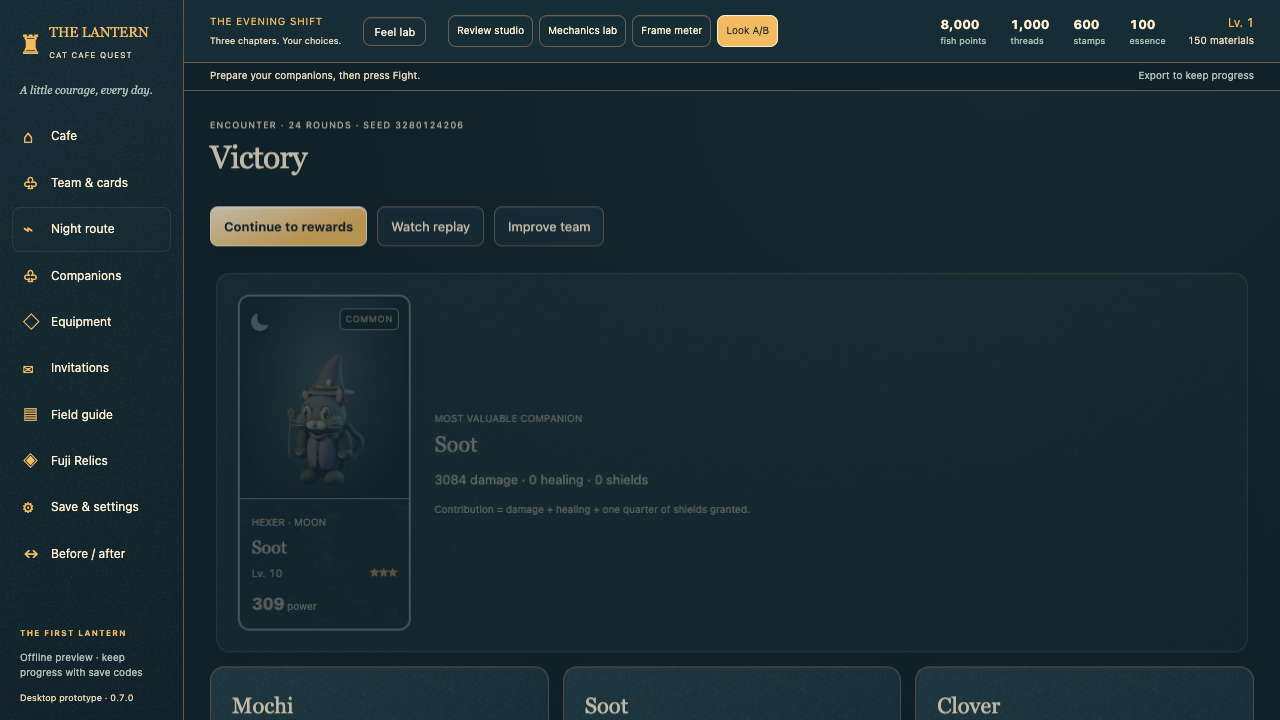 THE LANTERN
CAT CAFE QUEST
A little courage, every day.
Cafe
Team & cards
Night route
Companions
Equipment
Invitations
Field guide
Fuji Relics
Save & settings
Before / after
THE FIRST LANTERN
Offline preview · keep
progress with save codes
Desktop prototype · 0.7.0
THE EVENING SHIFT
Three chapters. Your choices.
Feel lab
Review studio
Mechanics lab
Frame meter
Look A/B
8,000
fish points
1,000
threads
600
stamps
100
essence
Lv. 1
150 materials
Prepare your companions, then press Fight.
Export to keep progress
ENCOUNTER · 24 ROUNDS · SEED 3280124206
Victory
Continue to rewards
Watch replay
Improve team
COMMON
HEXER · MOON
Soot
Lv. 10
309 power
MOST VALUABLE COMPANION
Soot
3084 damage · 0 healing · 0 shields
Contribution = damage + healing + one quarter of shields granted.
Mochi
Soot
Clover